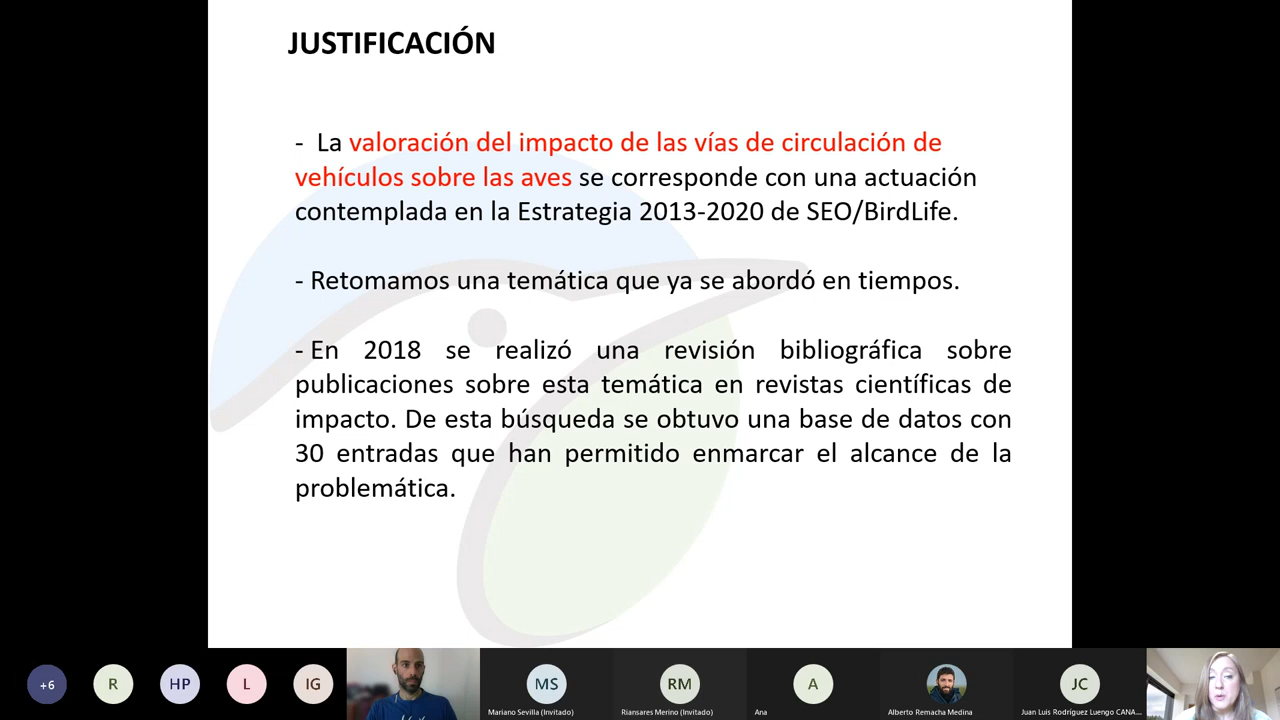 JUSTIFICACIÓN
- La valoración del impacto de las vías de circulación de
vehículos sobre las aves se corresponde con una actuación
contemplada en la Estrategia 2013-2020 de SEO/BirdLife.
- Retomamos una temática que ya se abordó en tiempos.
- En 2018 se realizó una revisión bibliográfica sobre
publicaciones sobre esta temática en revistas científicas de
impacto. De esta búsqueda se obtuvo una base de datos con
30 entradas que han permitido enmarcar el alcance de la
problemática.
+6
R
HP
L
IG
MS
RM
A
JC
Mariano Sevilla (Invitado)
Riansares Merino (Invitado)
Ana
Alberto Remacha Medina
Juan Luis Rodríguez Luengo CANA...